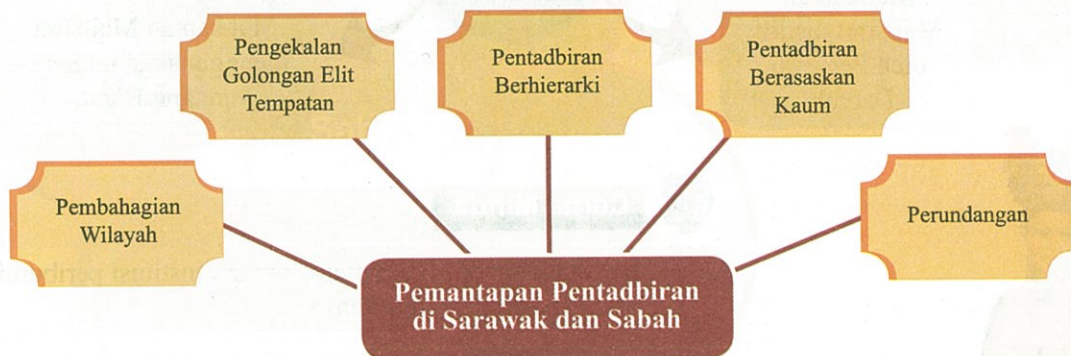 Pengekalan
Golongan Elit
Tempatan
Pentadbiran
Berhierarki
Pentadbiran
Berasaskan
Kaum
Pembahagian
Wilayah
Perundangan
Pemantapan Pentadbiran
di Sarawak dan Sabah